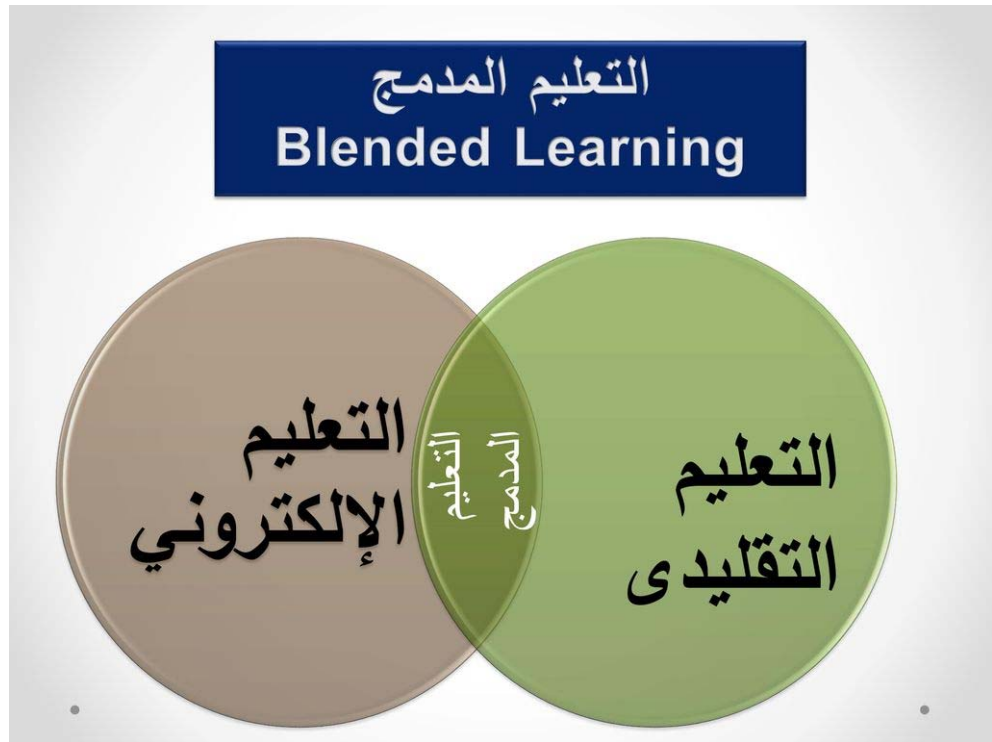 التعليم المدمج
Blended Learning
التعليم
التقليدى
التعليم
المدمج
التعليم
الإلكتروني